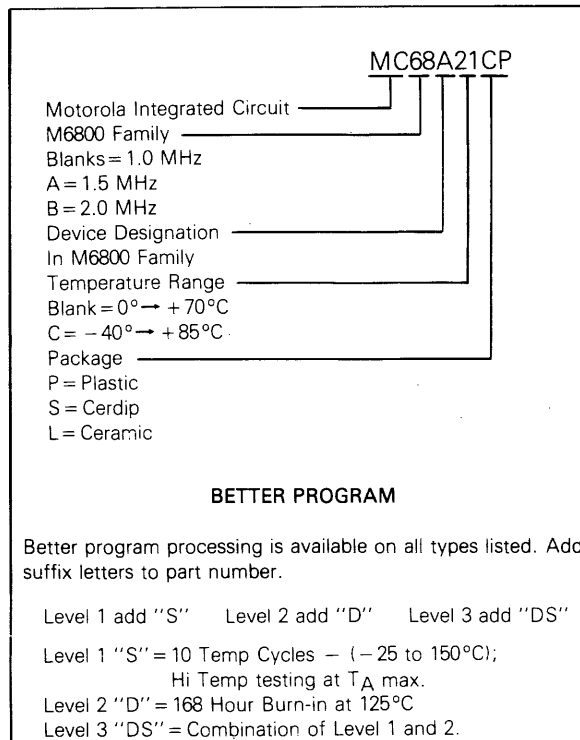 MC68A21CP
Motorola Integrated Circuit
M6800 Family
Blanks = 1.0 MHz
A = 1.5 MHz
B = 2.0 MHz
Device Designation
In M6800 Family
Temperature Range
Blank = 0° → +70°C
C = −40° → +85°C
Package
P = Plastic
S = Cerdip
L = Ceramic
BETTER PROGRAM
Better program processing is available on all types listed. Add
suffix letters to part number.
Level 1 add "S" Level 2 add "D" Level 3 add "DS"
Level 1 "S" = 10 Temp Cycles — (−25 to 150°C);
Hi Temp testing at TA max.
Level 2 "D" = 168 Hour Burn-in at 125°C
Level 3 "DS" = Combination of Level 1 and 2.